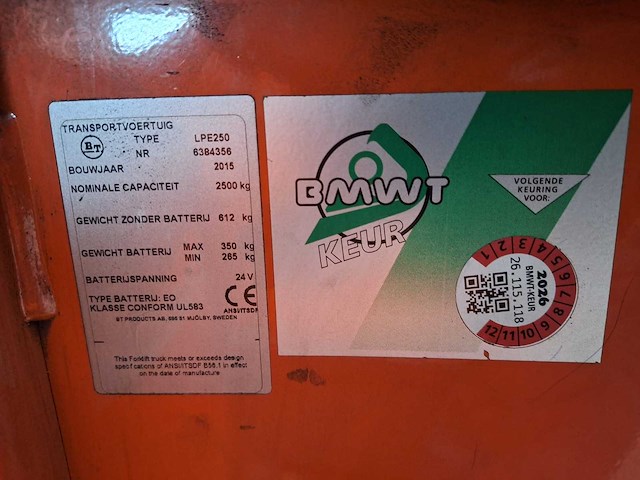 TRANSPORTVOERTUIG
BT
TYPE LPE250
NR 6384356
BOUWJAAR 2015
NOMINALE CAPACITEIT 2500 kg
GEWICHT ZONDER BATTERIJ 612 kg
GEWICHT BATTERIJ MAX 350 kg
MIN 265 kg
BATTERIJSPANNING 24 V
TYPE BATTERIJ: EO
KLASSE CONFORM UL583
CE
ANSI/ITSDF
BT PRODUCTS AB, 595 81 MJÖLBY, SWEDEN
This Forklift truck meets or exceeds design
specifications of ANSI/ITSDF B56.1 in effect
on the date of manufacture
BMWT
KEUR
VOLGENDE
KEURING
VOOR:
1 2 3 4 5 6 7 8 9 10 11 12
2026
BMWT-KEUR
26.115.118